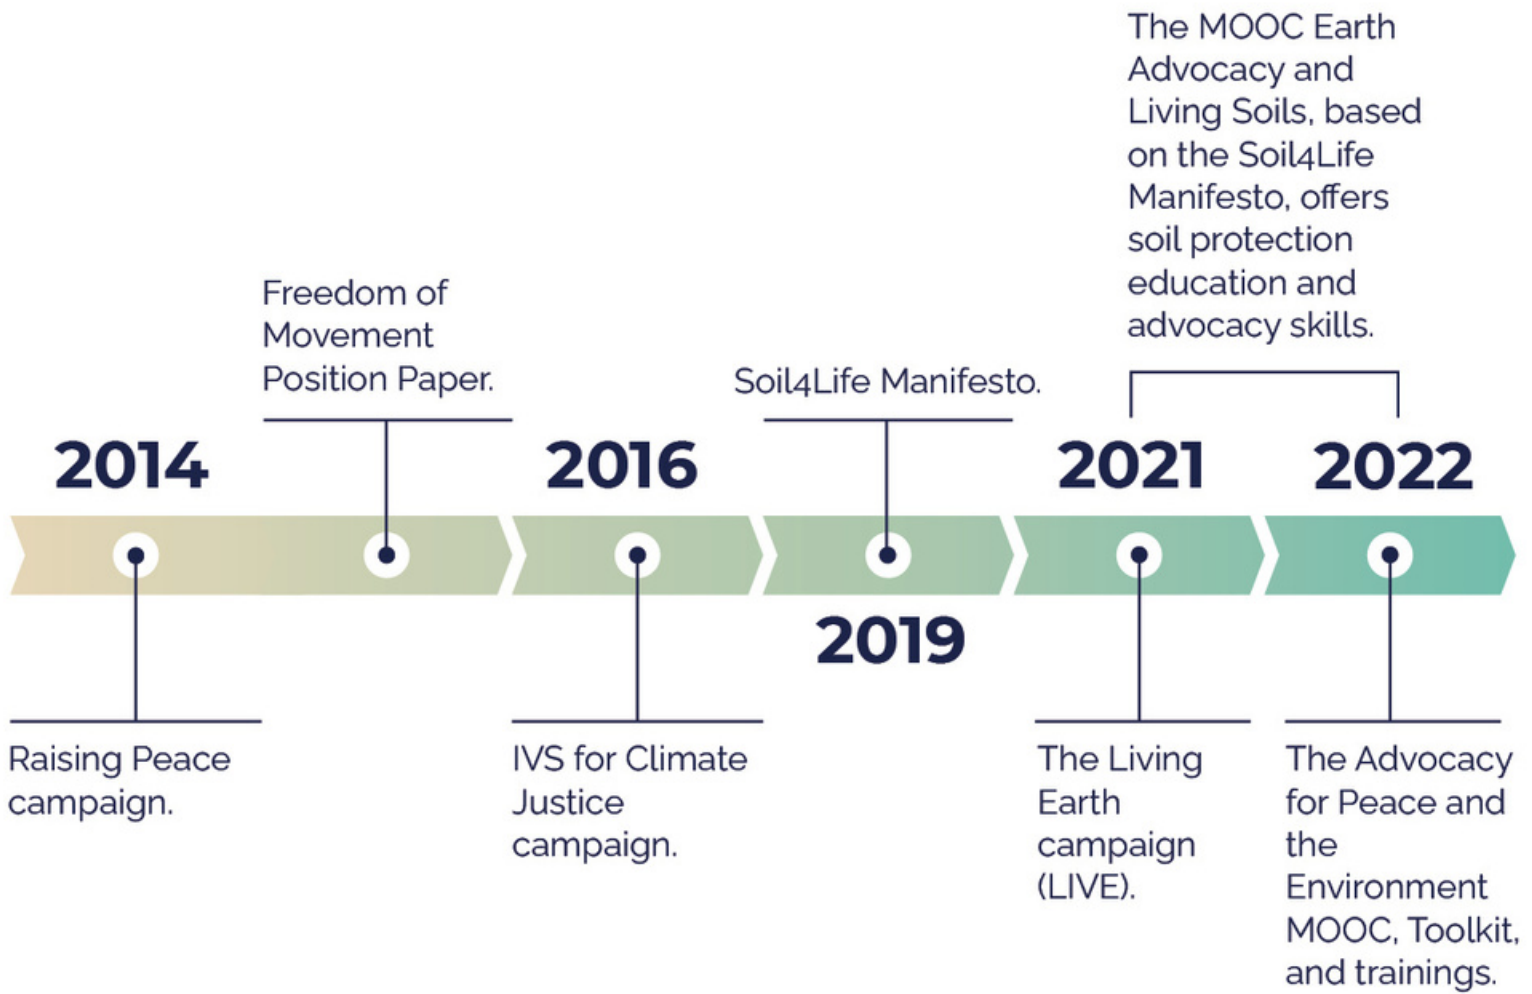 The MOOC Earth
Advocacy and
Living Soils, based
on the Soil4Life
Manifesto, offers
soil protection
education and
advocacy skills.
Freedom of
Movement
Position Paper.
Soil4Life Manifesto.
2014
2016
2021
2022
2019
Raising Peace
campaign.
IVS for Climate
Justice
campaign.
The Living
Earth
campaign
(LIVE).
The Advocacy
for Peace and
the
Environment
MOOC, Toolkit,
and trainings.